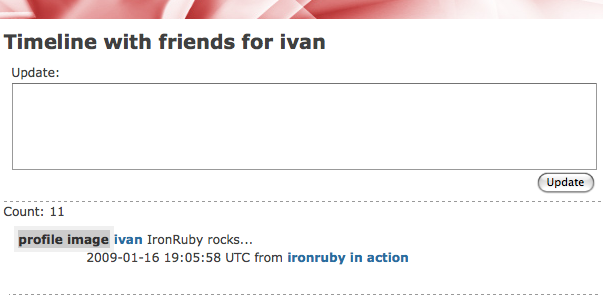 Timeline with friends for ivan
Update:
Update
Count: 11
profile image ivan IronRuby rocks...
2009-01-16 19:05:58 UTC from ironruby in action